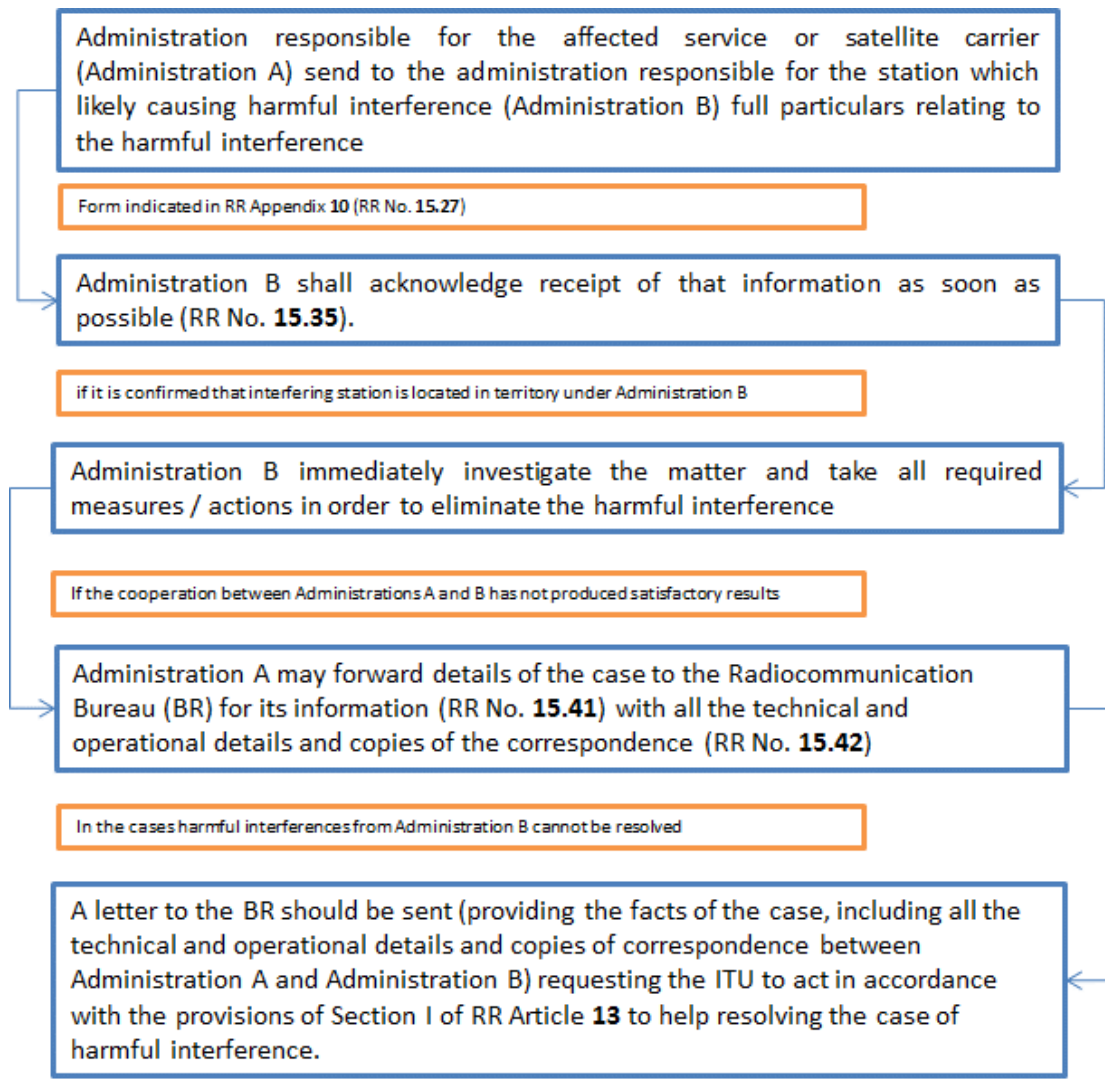 Administration responsible for the affected service or satellite carrier
(Administration A) send to the administration responsible for the station which
likely causing harmful interference (Administration B) full particulars relating to
the harmful interference
Form indicated in RR Appendix 10 (RR No. 15.27)
Administration B shall acknowledge receipt of that information as soon as
possible (RR No. 15.35).
if it is confirmed that interfering station is located in territory under Administration B
Administration B immediately investigate the matter and take all required
measures / actions in order to eliminate the harmful interference
If the cooperation between Administrations A and B has not produced satisfactory results
Administration A may forward details of the case to the Radiocommunication
Bureau (BR) for its information (RR No. 15.41) with all the technical and
operational details and copies of the correspondence (RR No. 15.42)
In the cases harmful interferences from Administration B cannot be resolved
A letter to the BR should be sent (providing the facts of the case, including all the
technical and operational details and copies of correspondence between
Administration A and Administration B) requesting the ITU to act in accordance
with the provisions of Section I of RR Article 13 to help resolving the case of
harmful interference.